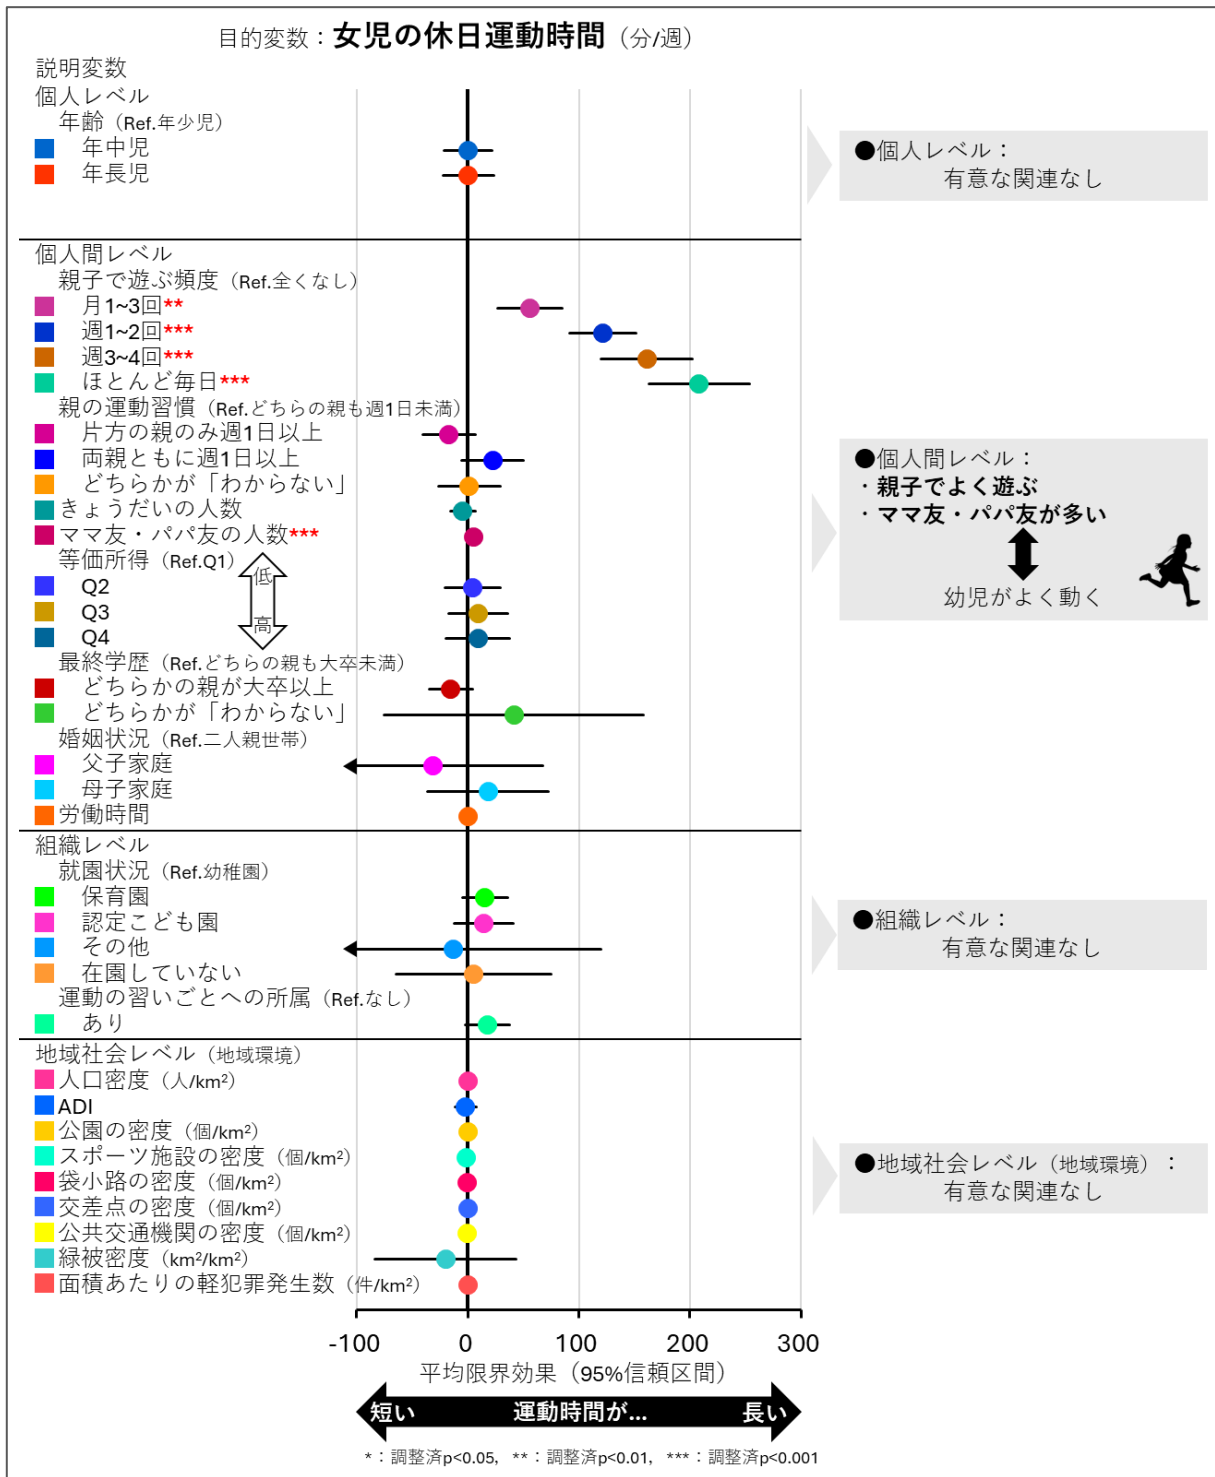 目的変数：女児の休日運動時間（分/週）
説明変数
個人レベル
年齢（Ref.年少児）
年中児
年長児
●個人レベル：
有意な関連なし
個人間レベル
親子で遊ぶ頻度（Ref.全くなし）
月1~3回**
週1~2回***
週3~4回***
ほとんど毎日***
親の運動習慣（Ref.どちらの親も週1日未満）
片方の親のみ週1日以上
両親ともに週1日以上
どちらかが「わからない」
きょうだいの人数
ママ友・パパ友の人数***
等価所得（Ref.Q1）
低
Q2
Q3
高
Q4
最終学歴（Ref.どちらの親も大卒未満）
どちらかの親が大卒以上
どちらかが「わからない」
婚姻状況（Ref.二人親世帯）
父子家庭
母子家庭
労働時間
●個人間レベル：
・親子でよく遊ぶ
・ママ友・パパ友が多い
幼児がよく動く
組織レベル
就園状況（Ref.幼稚園）
保育園
認定こども園
その他
在園していない
運動の習いごとへの所属（Ref.なし）
あり
●組織レベル：
有意な関連なし
地域社会レベル（地域環境）
人口密度（人/km²）
ADI
公園の密度（個/km²）
スポーツ施設の密度（個/km²）
袋小路の密度（個/km²）
交差点の密度（個/km²）
公共交通機関の密度（個/km²）
緑被密度（km²/km²）
面積あたりの軽犯罪発生数（件/km²）
●地域社会レベル（地域環境）：
有意な関連なし
-100 0 100 200 300
平均限界効果（95%信頼区間）
短い 運動時間が... 長い
*：調整済p<0.05, **：調整済p<0.01, ***：調整済p<0.001